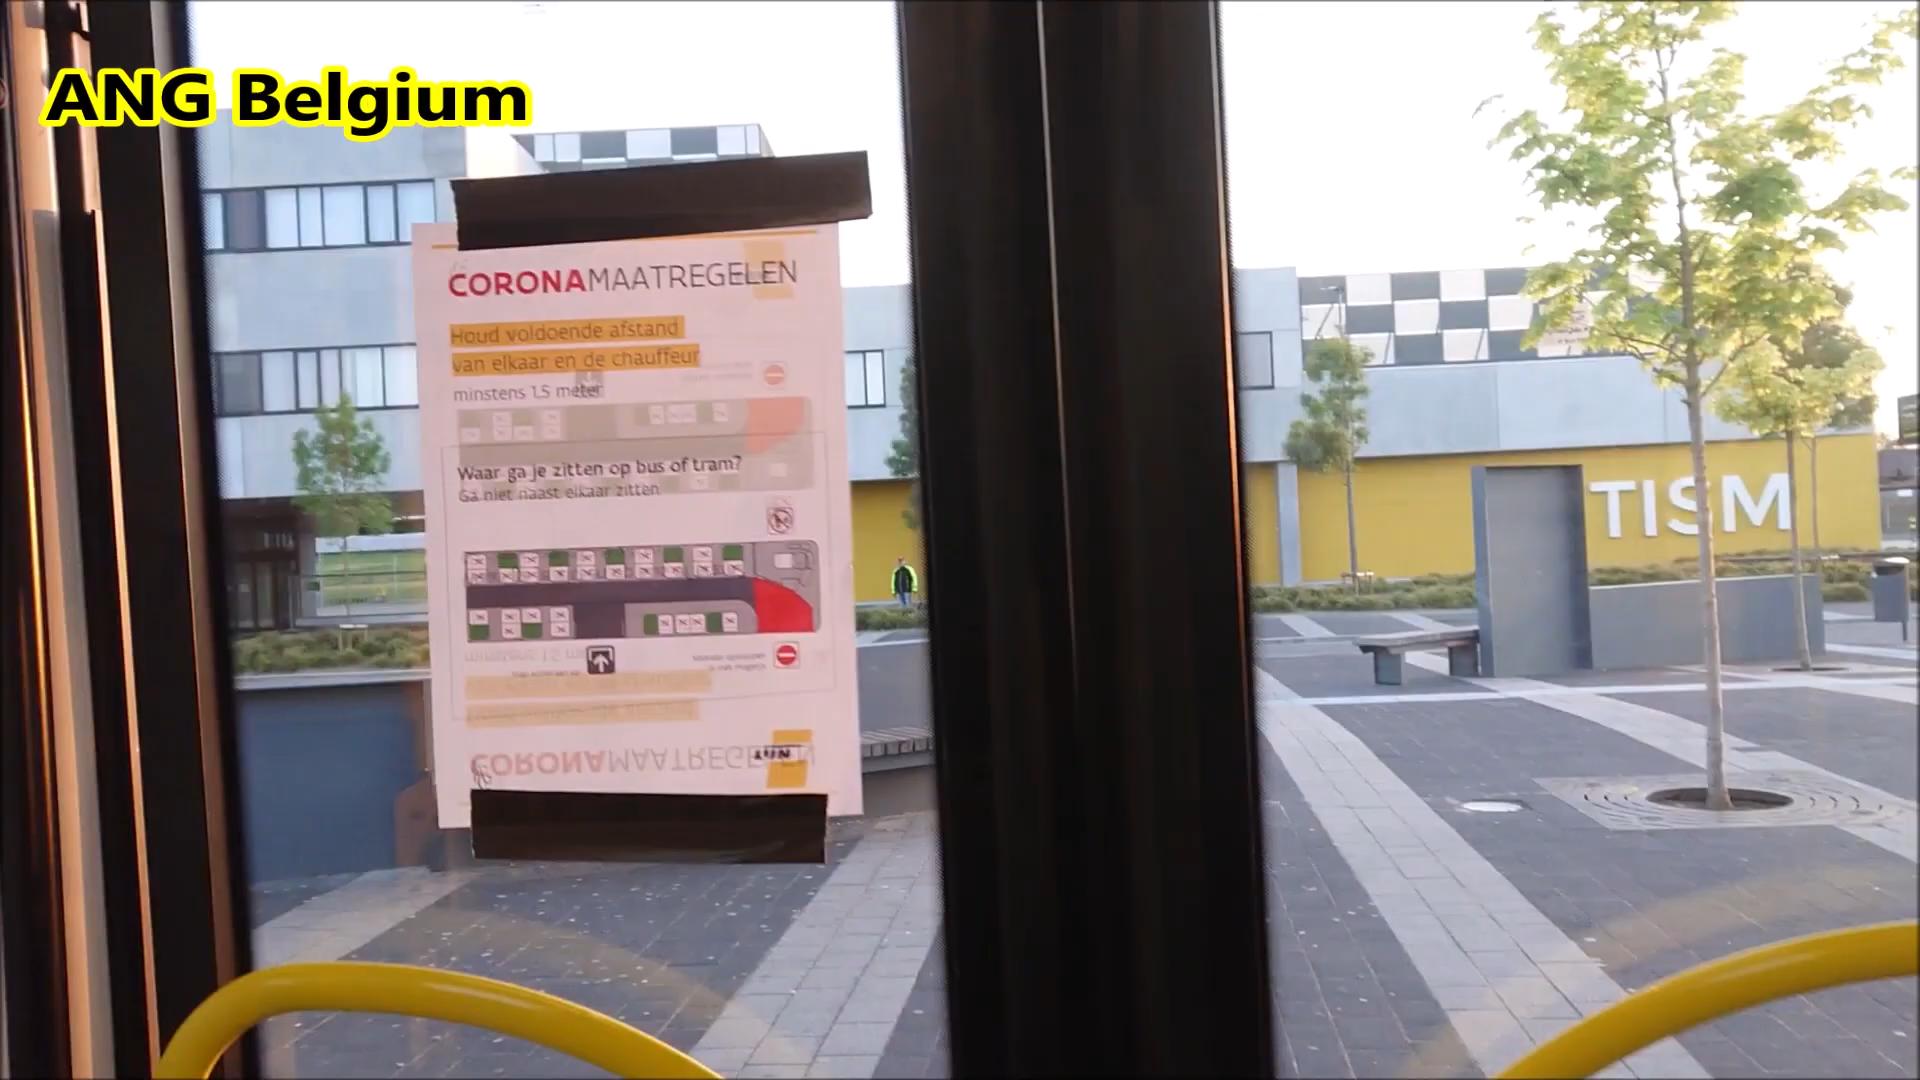 ANG Belgium
CORONAMAATREGELEN
Houd voldoende afstand
van elkaar en de chauffeur
minstens 1,5 meter
Waar ga je zitten op bus of tram?
Ga niet naast elkaar zitten
TISM